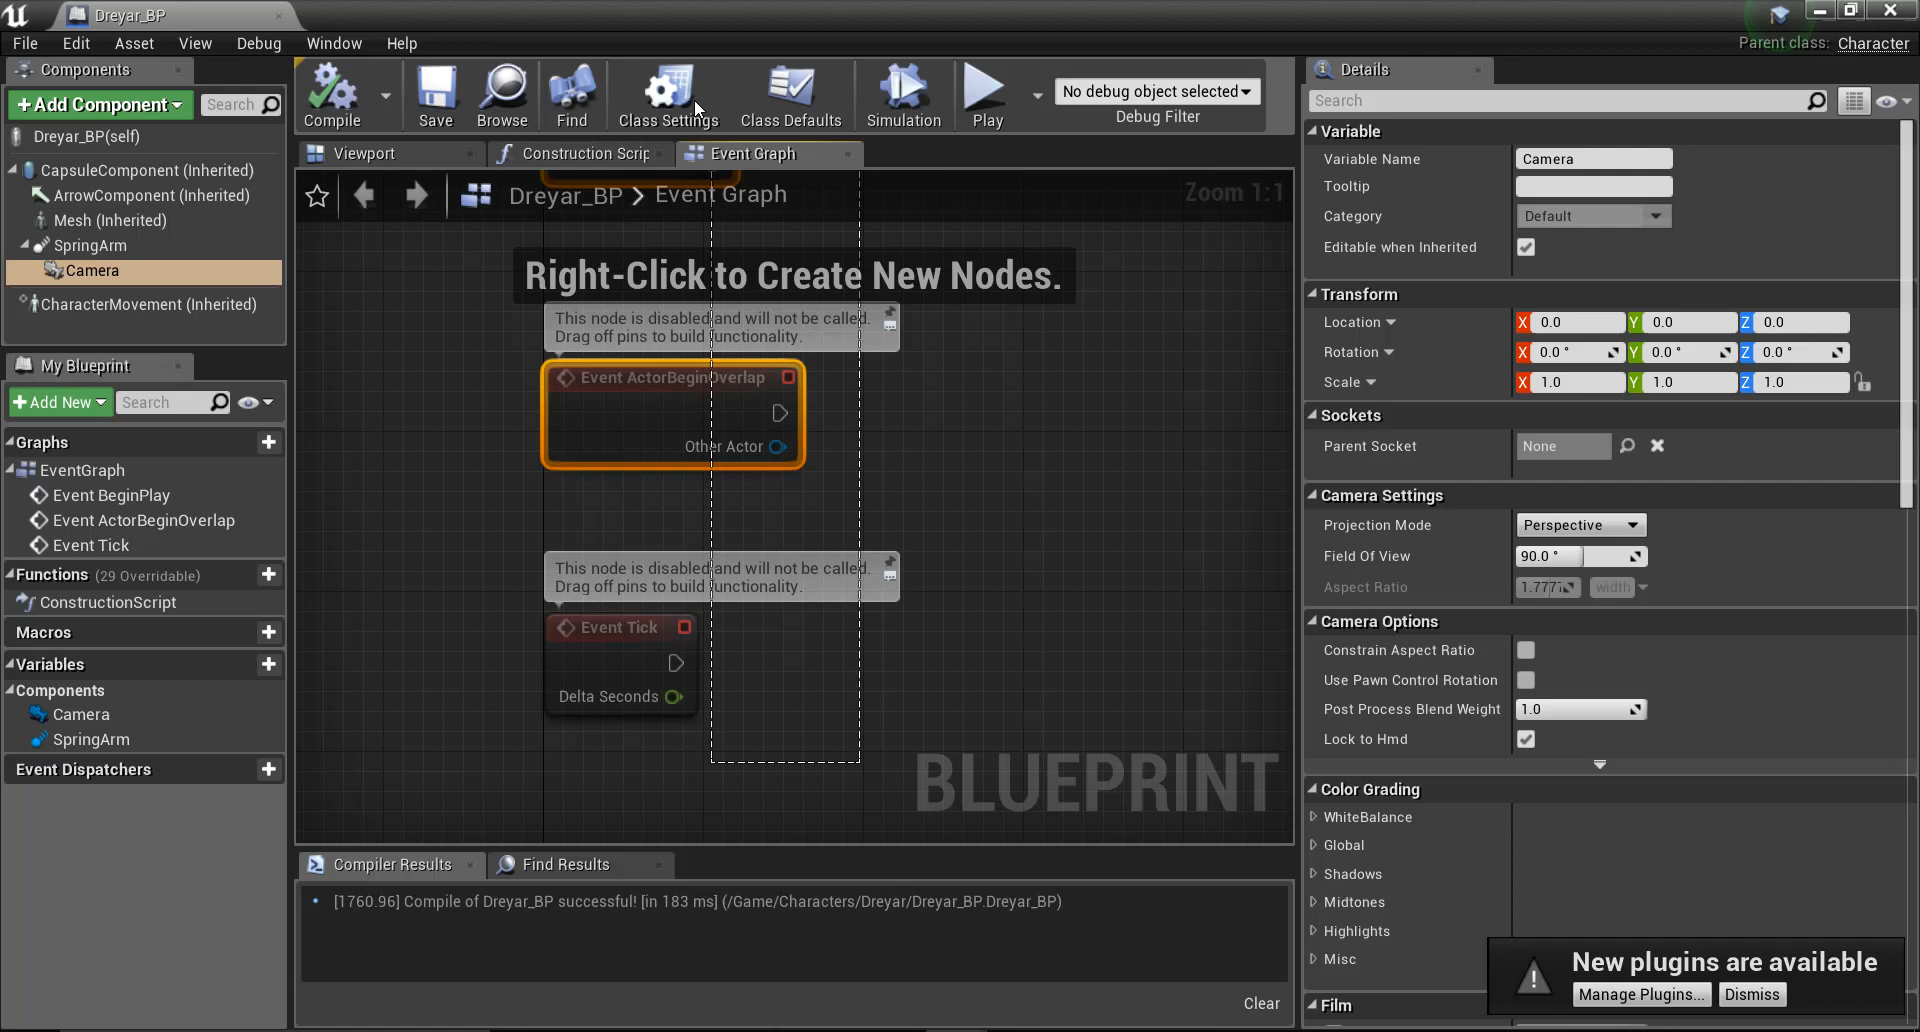 Dreyar_BP
File Edit Asset View Debug Window Help
Parent class: Character
Components
+Add Component
Search
Dreyar_BP(self)
CapsuleComponent (Inherited)
ArrowComponent (Inherited)
Mesh (Inherited)
SpringArm
Camera
CharacterMovement (Inherited)
My Blueprint
+Add New
Search
Graphs
EventGraph
Event BeginPlay
Event ActorBeginOverlap
Event Tick
Functions (29 Overridable)
ConstructionScript
Macros
Variables
Components
Camera
SpringArm
Event Dispatchers
Compile
Save
Browse
Find
Class Settings
Class Defaults
Simulation
Play
No debug object selected
Debug Filter
Viewport
Construction Scrip
Event Graph
Dreyar_BP > Event Graph
Zoom 1:1
Right-Click to Create New Nodes.
This node is disabled and will not be called.
Drag off pins to build functionality.
Event ActorBeginOverlap
Other Actor
This node is disabled and will not be called.
Drag off pins to build functionality.
Event Tick
Delta Seconds
BLUEPRINT
Compiler Results
Find Results
[1760.96] Compile of Dreyar_BP successful! [in 183 ms] (/Game/Characters/Dreyar/Dreyar_BP.Dreyar_BP)
Clear
Details
Search
Variable
Variable Name Camera
Tooltip
Category Default
Editable when Inherited
Transform
Location X 0.0 Y 0.0 Z 0.0
Rotation X 0.0 ° Y 0.0 ° Z 0.0 °
Scale X 1.0 Y 1.0 Z 1.0
Sockets
Parent Socket None
Camera Settings
Projection Mode Perspective
Field Of View 90.0 °
Aspect Ratio 1.777 width
Camera Options
Constrain Aspect Ratio
Use Pawn Control Rotation
Post Process Blend Weight 1.0
Lock to Hmd
Color Grading
WhiteBalance
Global
Shadows
Midtones
Highlights
Misc
Film
New plugins are available
Manage Plugins... Dismiss